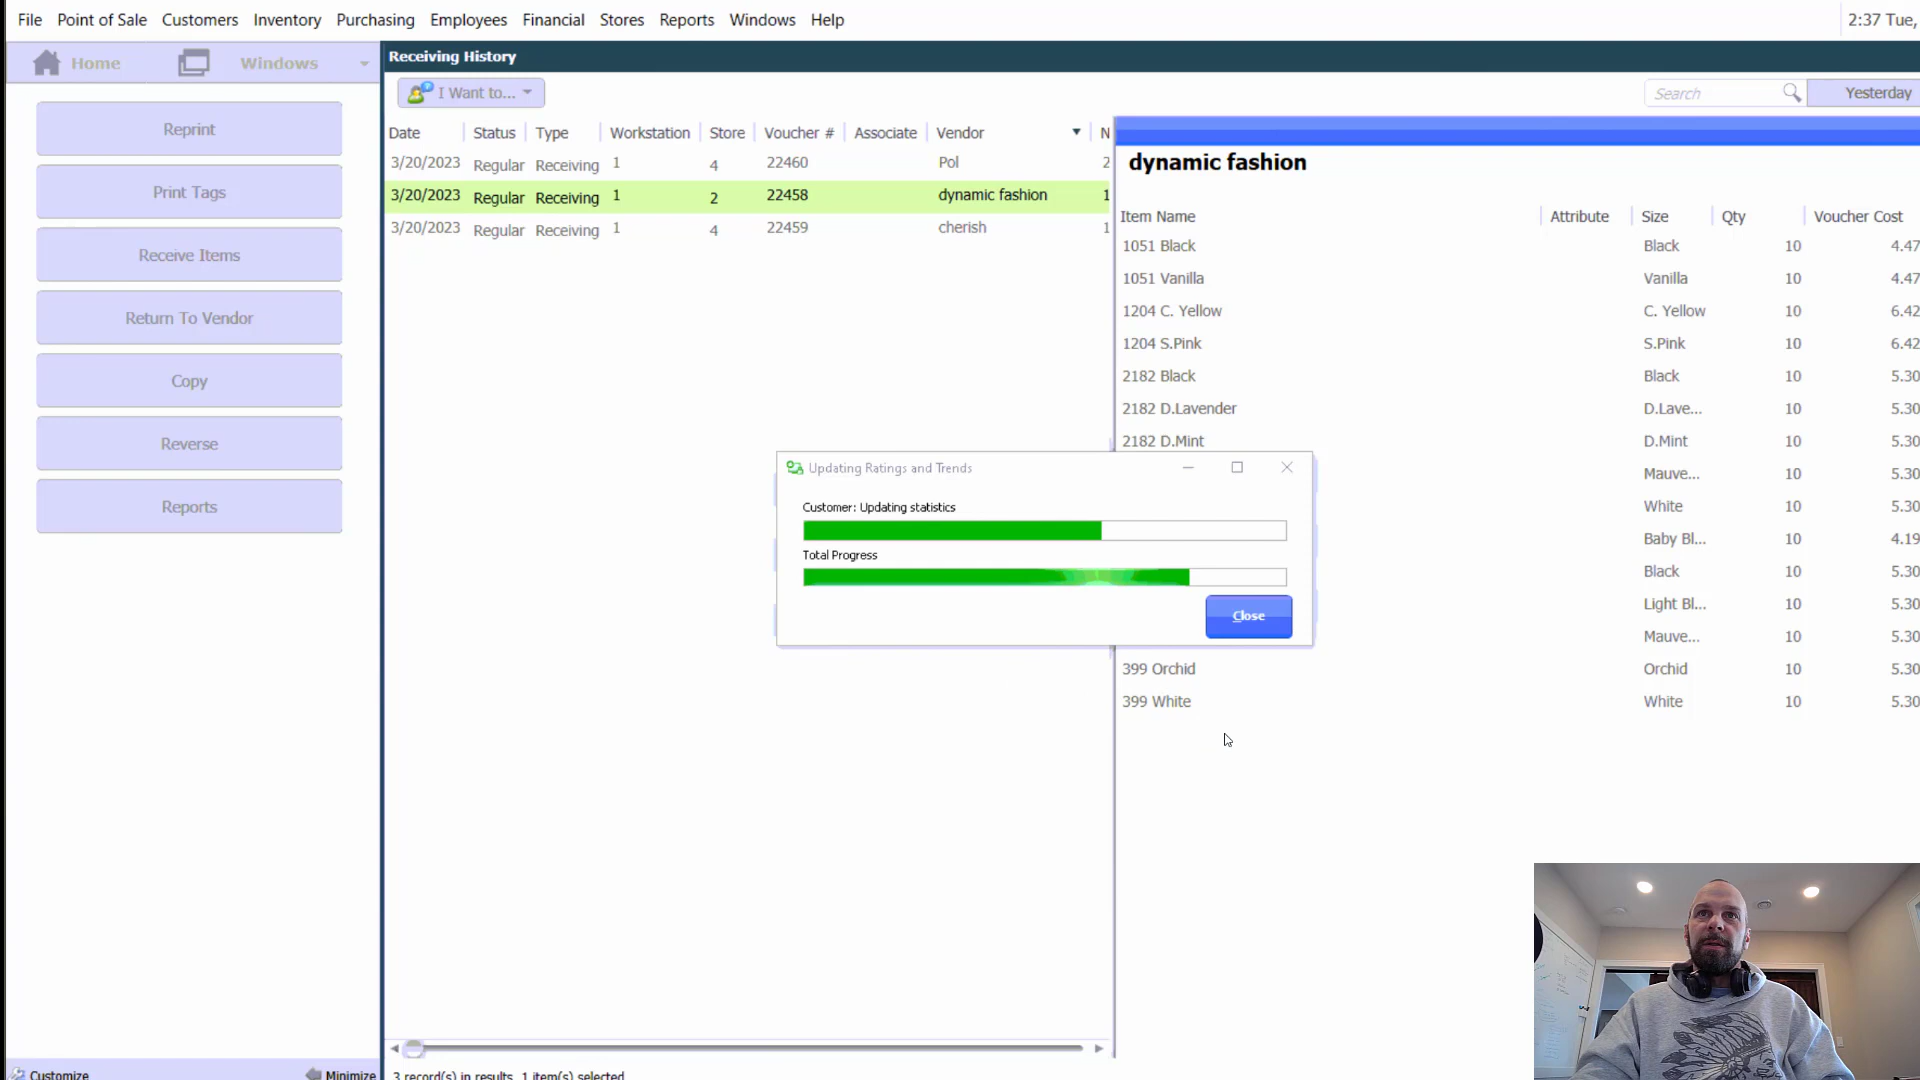 File Point of Sale Customers Inventory Purchasing Employees Financial Stores Reports Windows Help 2:37 Tue,
Home Windows
Receiving History
I Want to...
Search
Yesterday
Reprint
Print Tags
Receive Items
Return To Vendor
Copy
Reverse
Reports
Date Status Type Workstation Store Voucher # Associate Vendor N
3/20/2023 Regular Receiving 1 4 22460 Pol 2
3/20/2023 Regular Receiving 1 2 22458 dynamic fashion 1
3/20/2023 Regular Receiving 1 4 22459 cherish 1
dynamic fashion
Item Name Attribute Size Qty Voucher Cost
1051 Black Black 10 4.47
1051 Vanilla Vanilla 10 4.47
1204 C. Yellow C. Yellow 10 6.42
1204 S.Pink S.Pink 10 6.42
2182 Black Black 10 5.30
2182 D.Lavender D.Lave... 10 5.30
2182 D.Mint D.Mint 10 5.30
Mauve... 10 5.30
White 10 5.30
Baby Bl... 10 4.19
Black 10 5.30
Light Bl... 10 5.30
Mauve... 10 5.30
399 Orchid Orchid 10 5.30
399 White White 10 5.30
Updating Ratings and Trends
Customer: Updating statistics
Total Progress
Close
Customize Minimize
3 record(s) in results, 1 item(s) selected